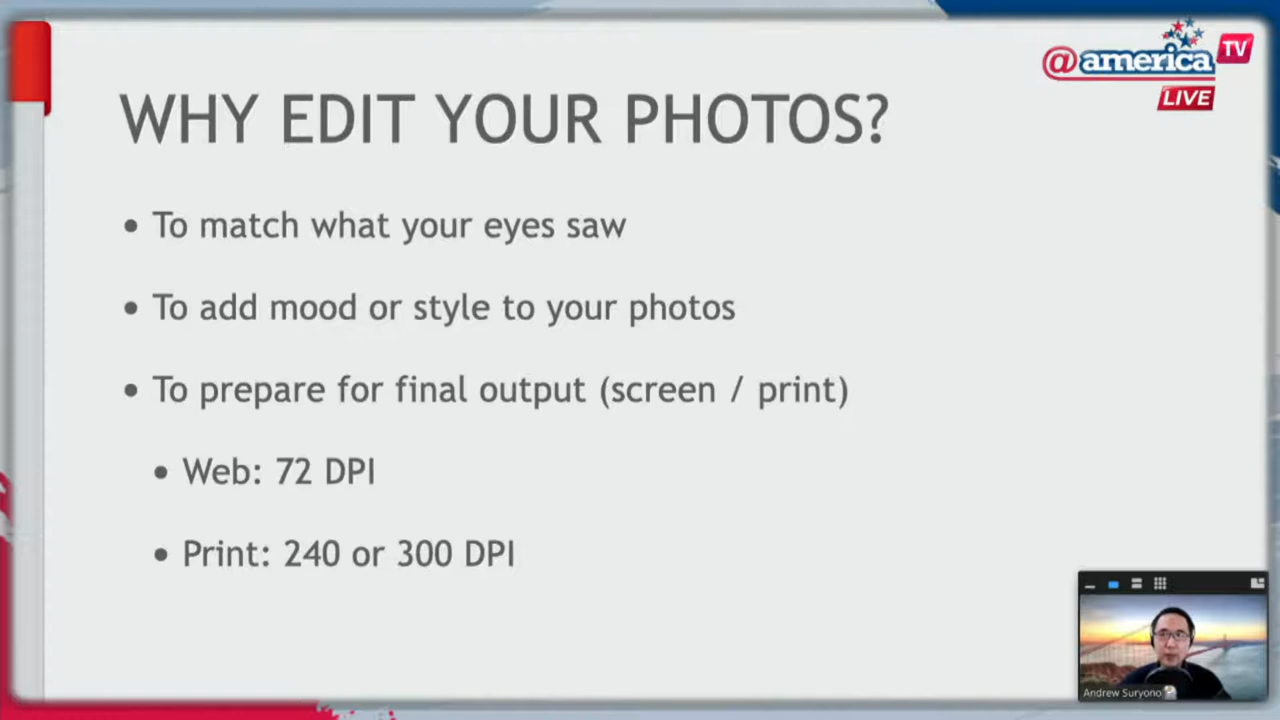 @america TV
LIVE
WHY EDIT YOUR PHOTOS?
• To match what your eyes saw
• To add mood or style to your photos
• To prepare for final output (screen / print)
• Web: 72 DPI
• Print: 240 or 300 DPI
Andrew Suryono